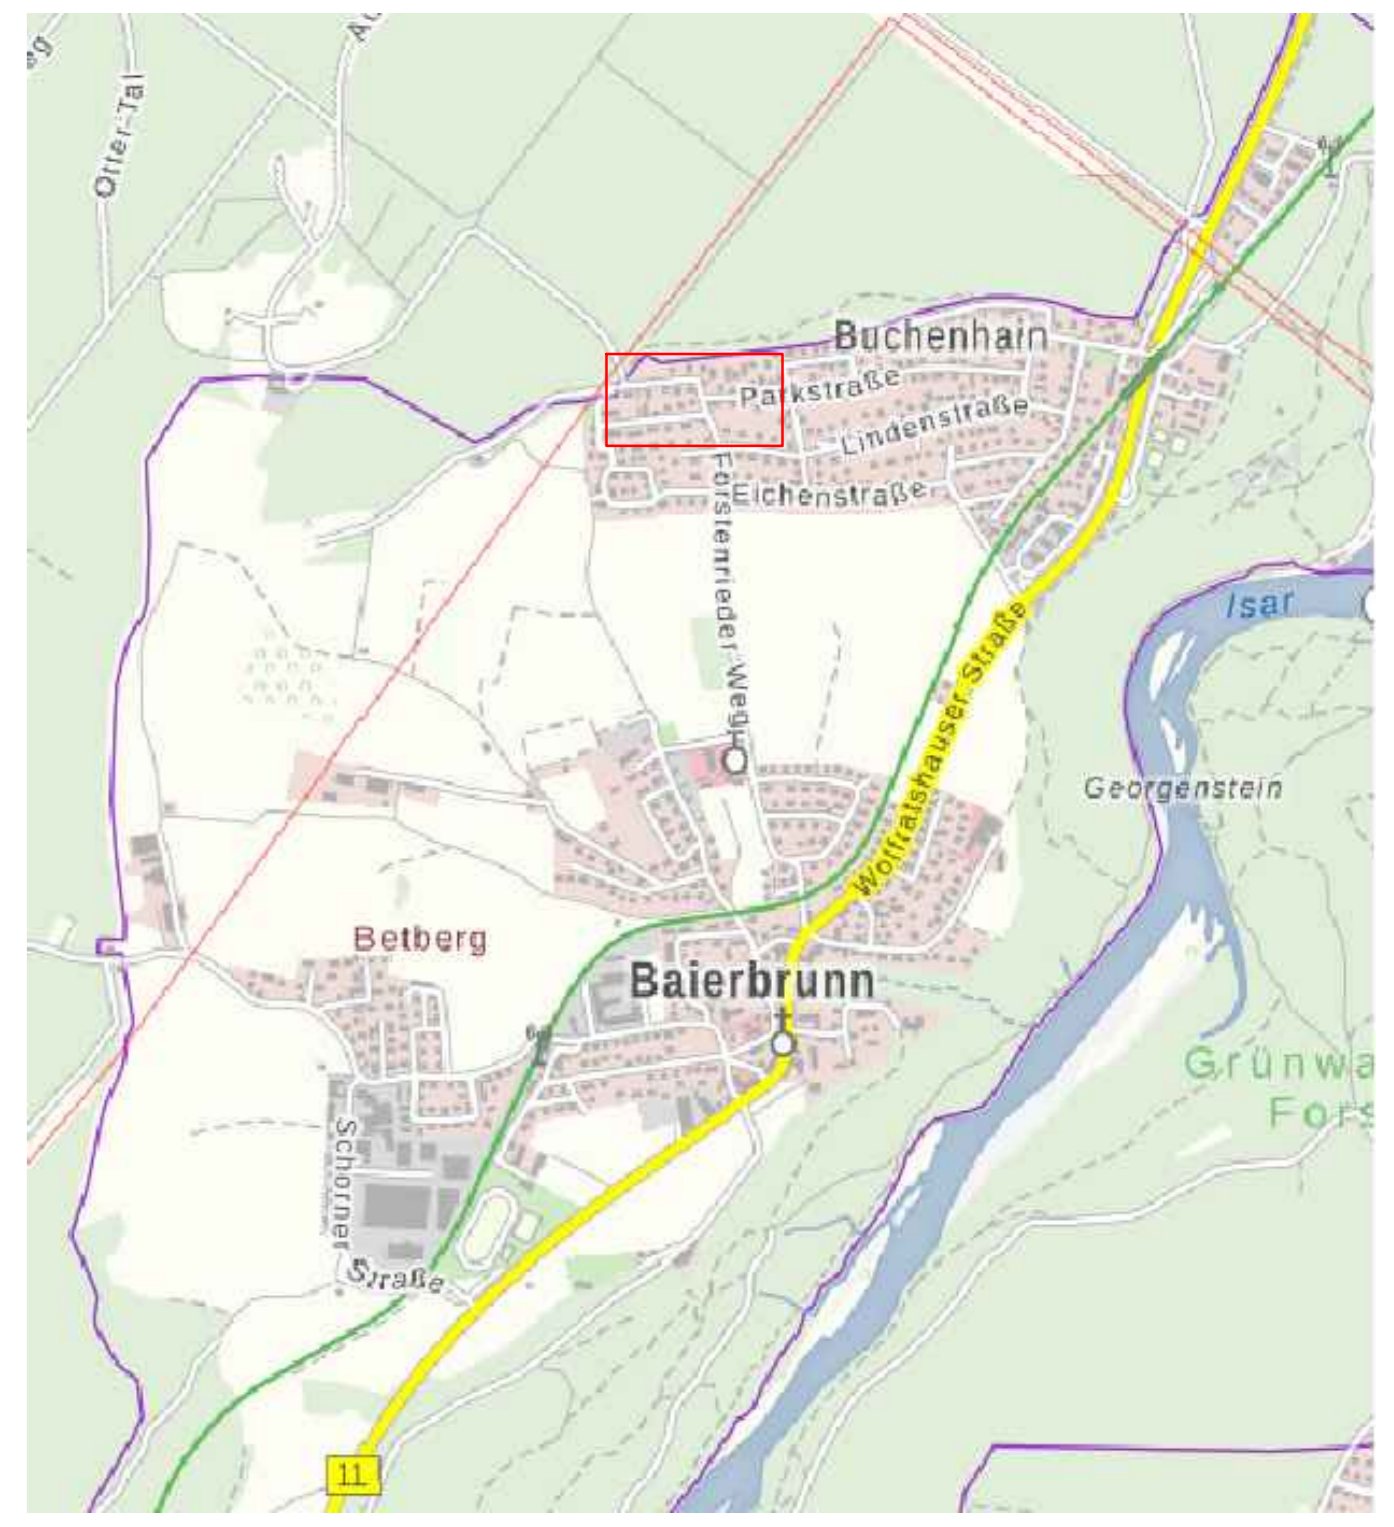 Otter-Tal
Buchenhain
Parkstraße
Lindenstraße
Eichenstraße
Forstenrieder-Weg
Isar
Wolfratshauser Straße
Georgenstein
Betberg
Baierbrunn
Grünwa
Fors
Schorner
Straße
11